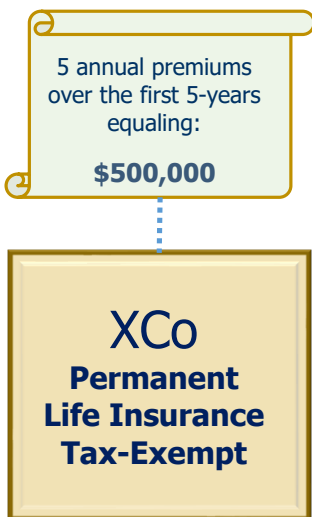 5 annual premiums
over the first 5-years
equaling:
$500,000
XCo
Permanent
Life Insurance
Tax-Exempt